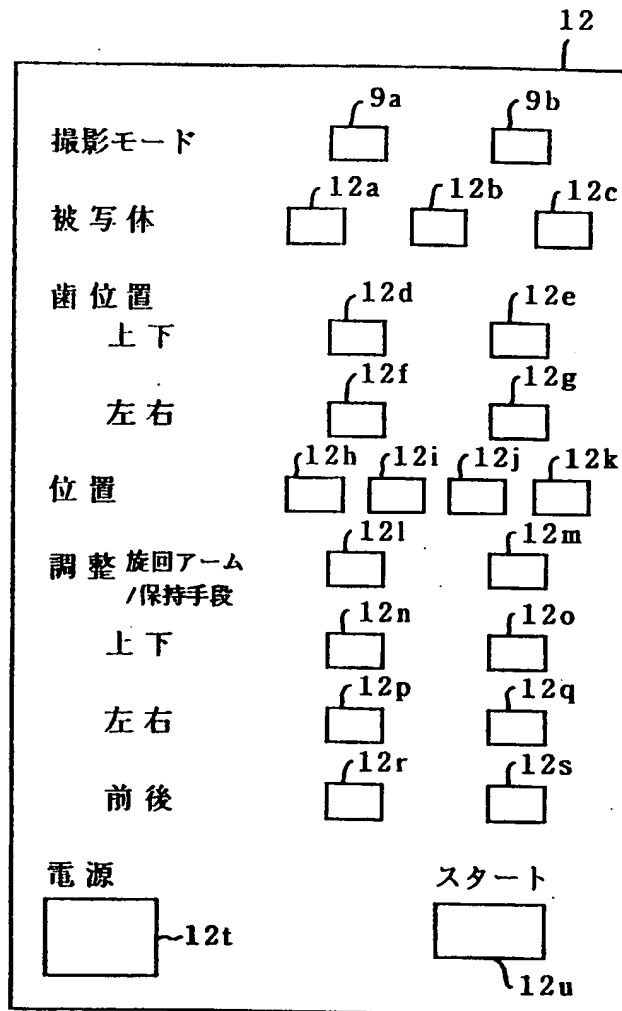 12
9a 9b
撮影モード
12a 12b 12c
被写体
歯位置 12d 12e
上下
12f 12g
左右
12h 12i 12j 12k
位置
12l 12m
調整 旋回アーム
/保持手段
12n 12o
上下
12p 12q
左右
12r 12s
前後
電源 スタート
12t
12u